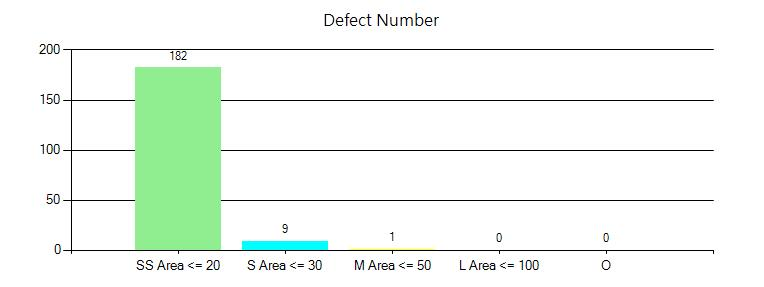 Defect Number
200
182
150
100
50
9
1
0
0
0
SS Area <= 20
S Area <= 30
M Area <= 50
L Area <= 100
O